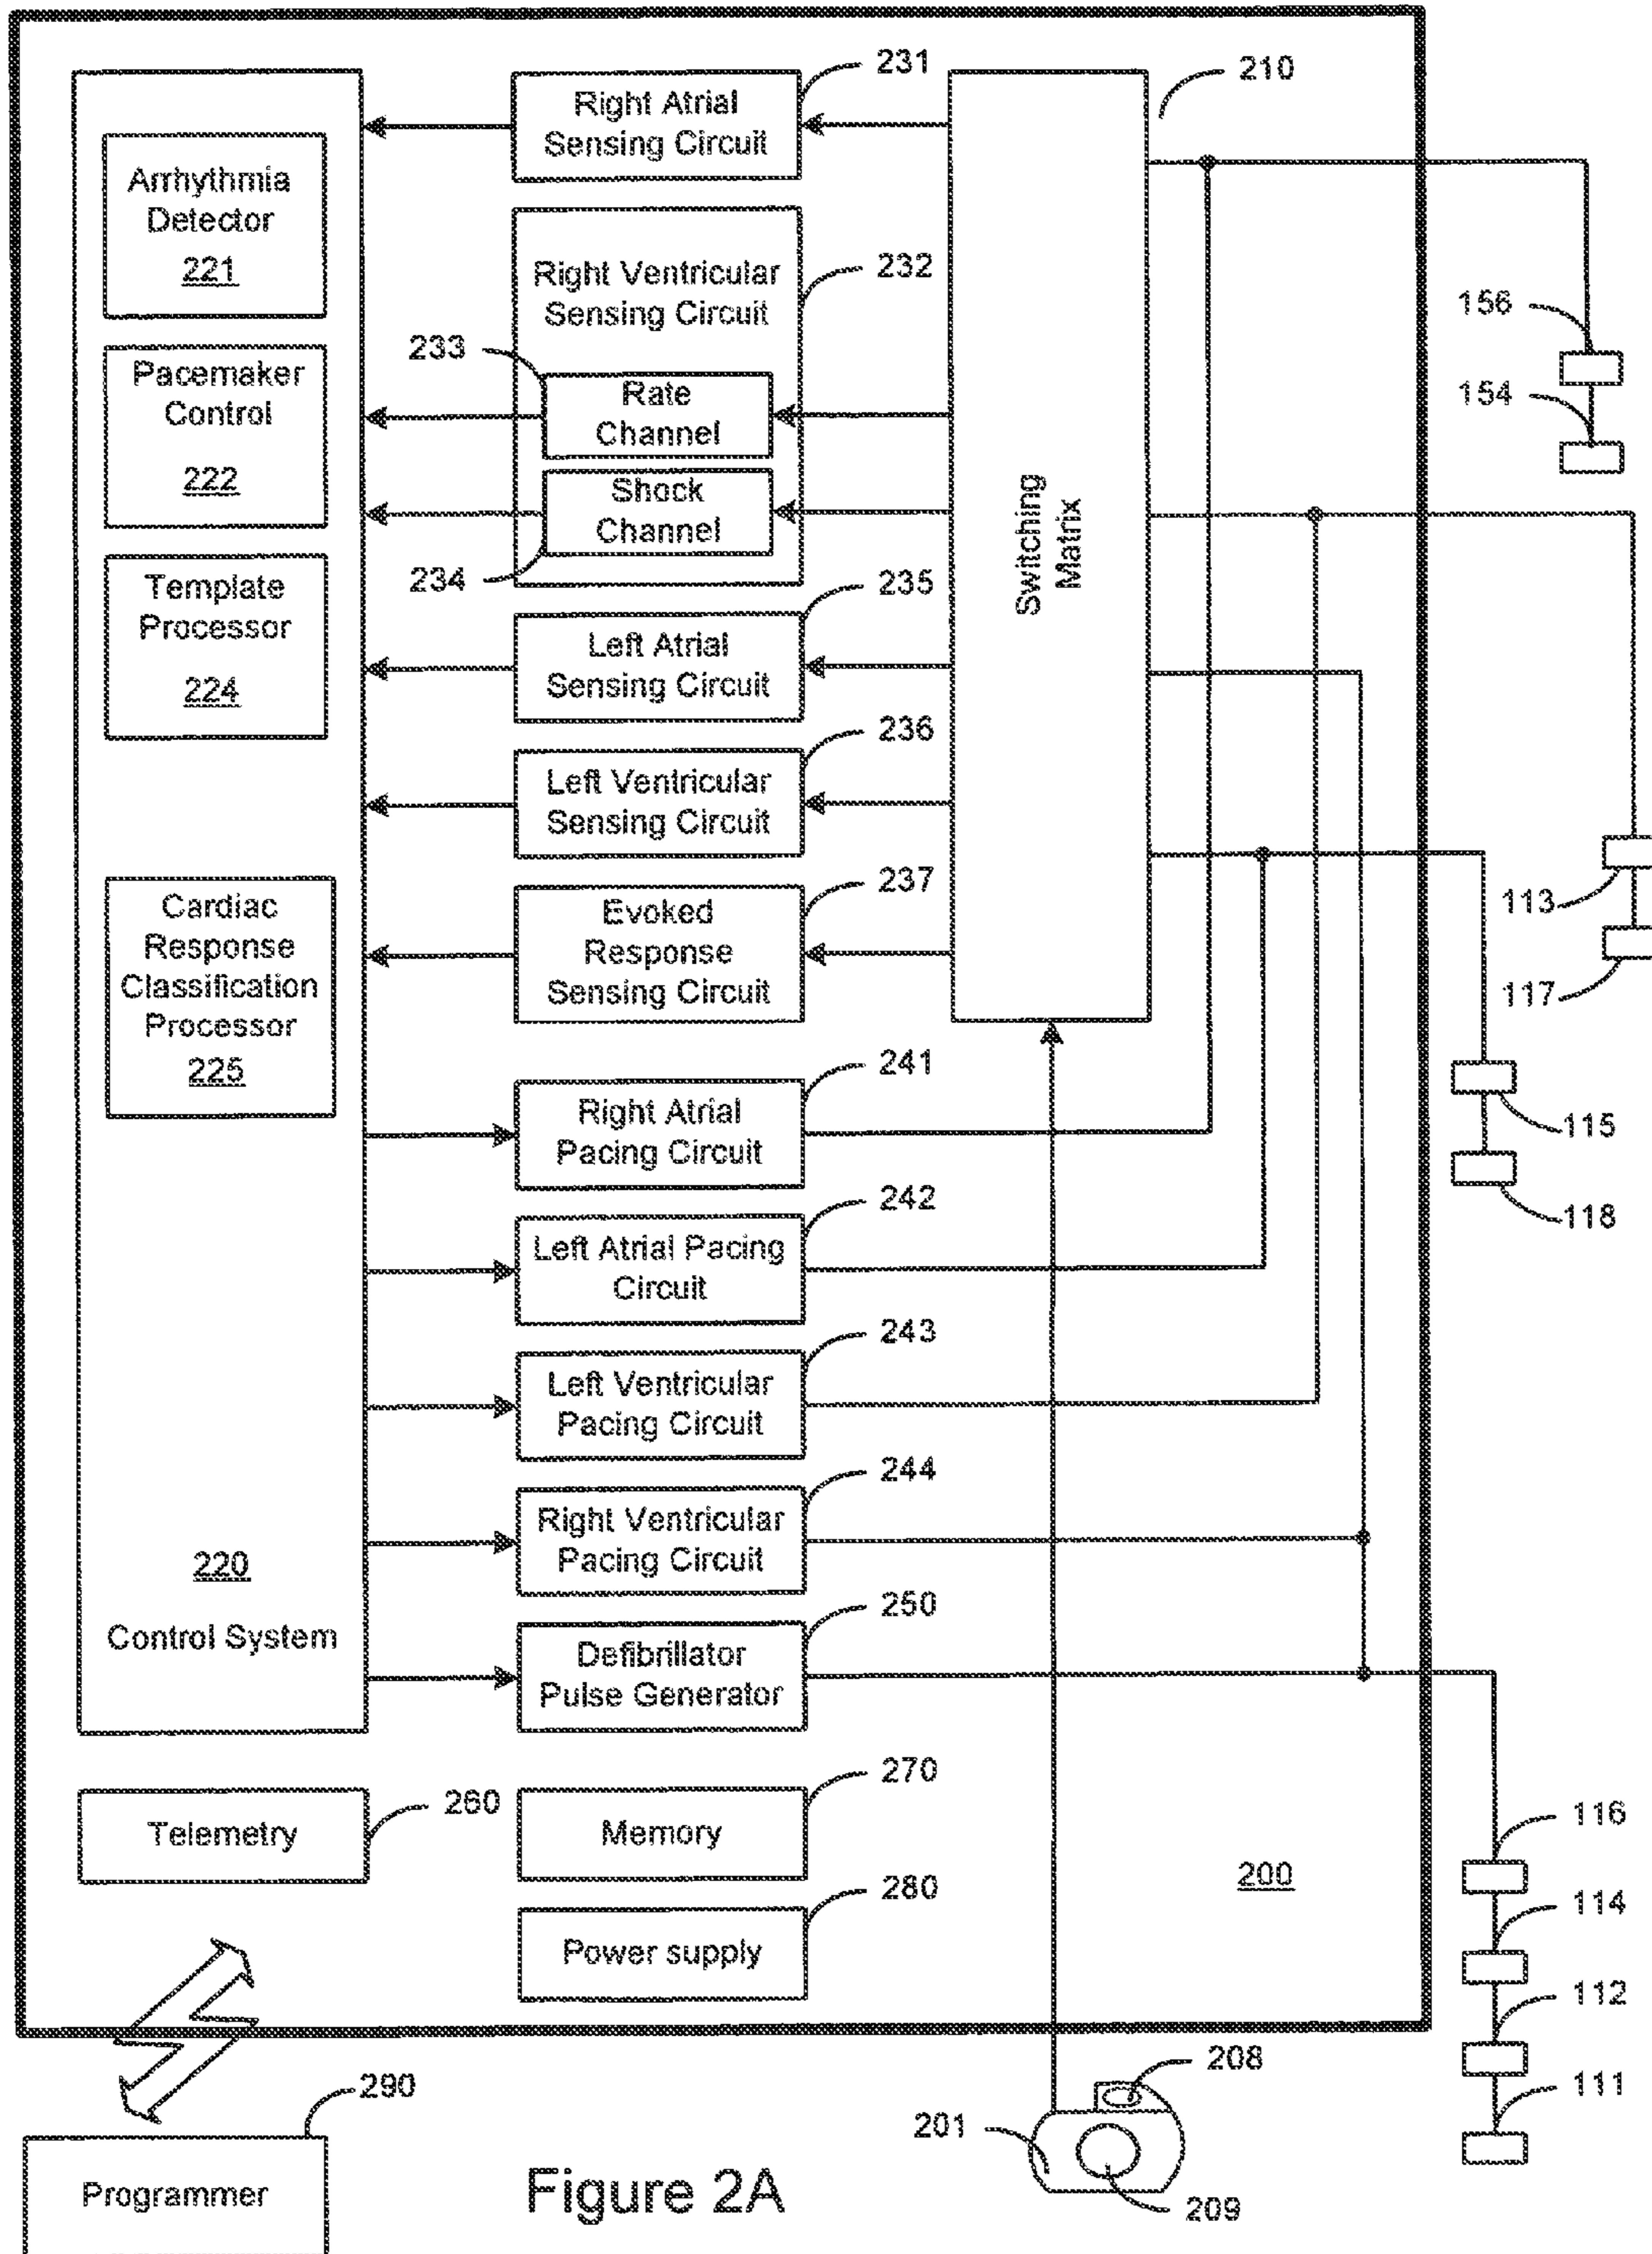 231
210
Right Atrial
Sensing Circuit
Arrhythmia
Detector
221
Right Ventricular
Sensing Circuit
232
233
Rate
Channel
Shock
Channel
234
Pacemaker
Control
222
Switching
Matrix
156
154
Template
Processor
224
235
Left Atrial
Sensing Circuit
236
Left Ventricular
Sensing Circuit
237
Evoked
Response
Sensing Circuit
Cardiac
Response
Classification
Processor
225
113
117
241
Right Atrial
Pacing Circuit
115
118
242
Left Atrial Pacing
Circuit
243
Left Ventricular
Pacing Circuit
244
Right Ventricular
Pacing Circuit
220
Control System
250
Defibrillator
Pulse Generator
270
Telemetry
260
Memory
280
Power supply
200
116
114
112
111
208
201
209
290
Programmer
Figure 2A